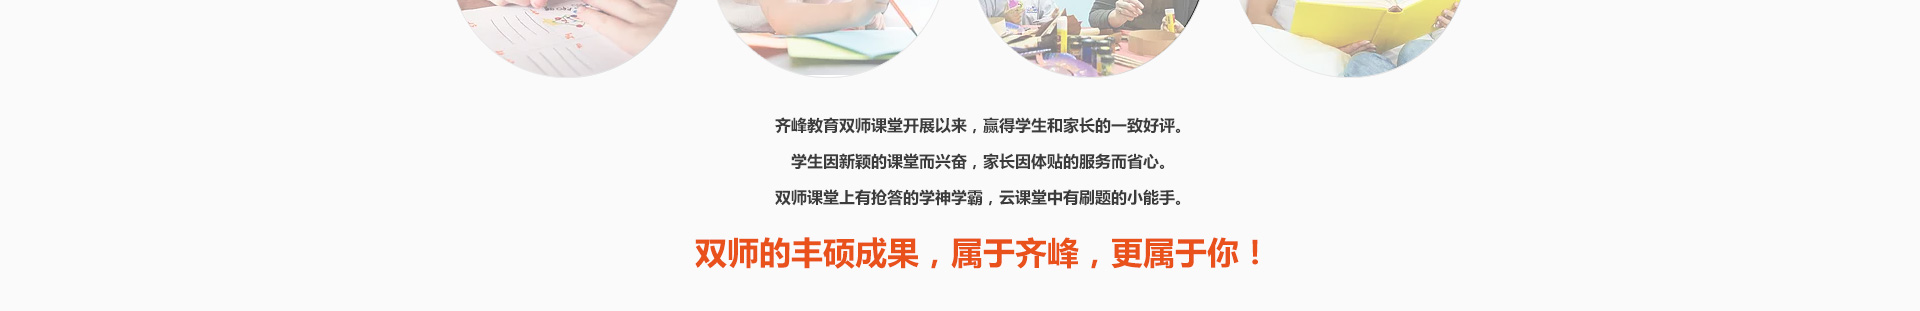 齐峰教育双师课堂开展以来，赢得学生和家长的一致好评。
学生因新颖的课堂而兴奋，家长因体贴的服务而省心。
双师课堂上有抢答的学神学霸，云课堂中有刷题的小能手。
双师的丰硕成果，属于齐峰，更属于你！